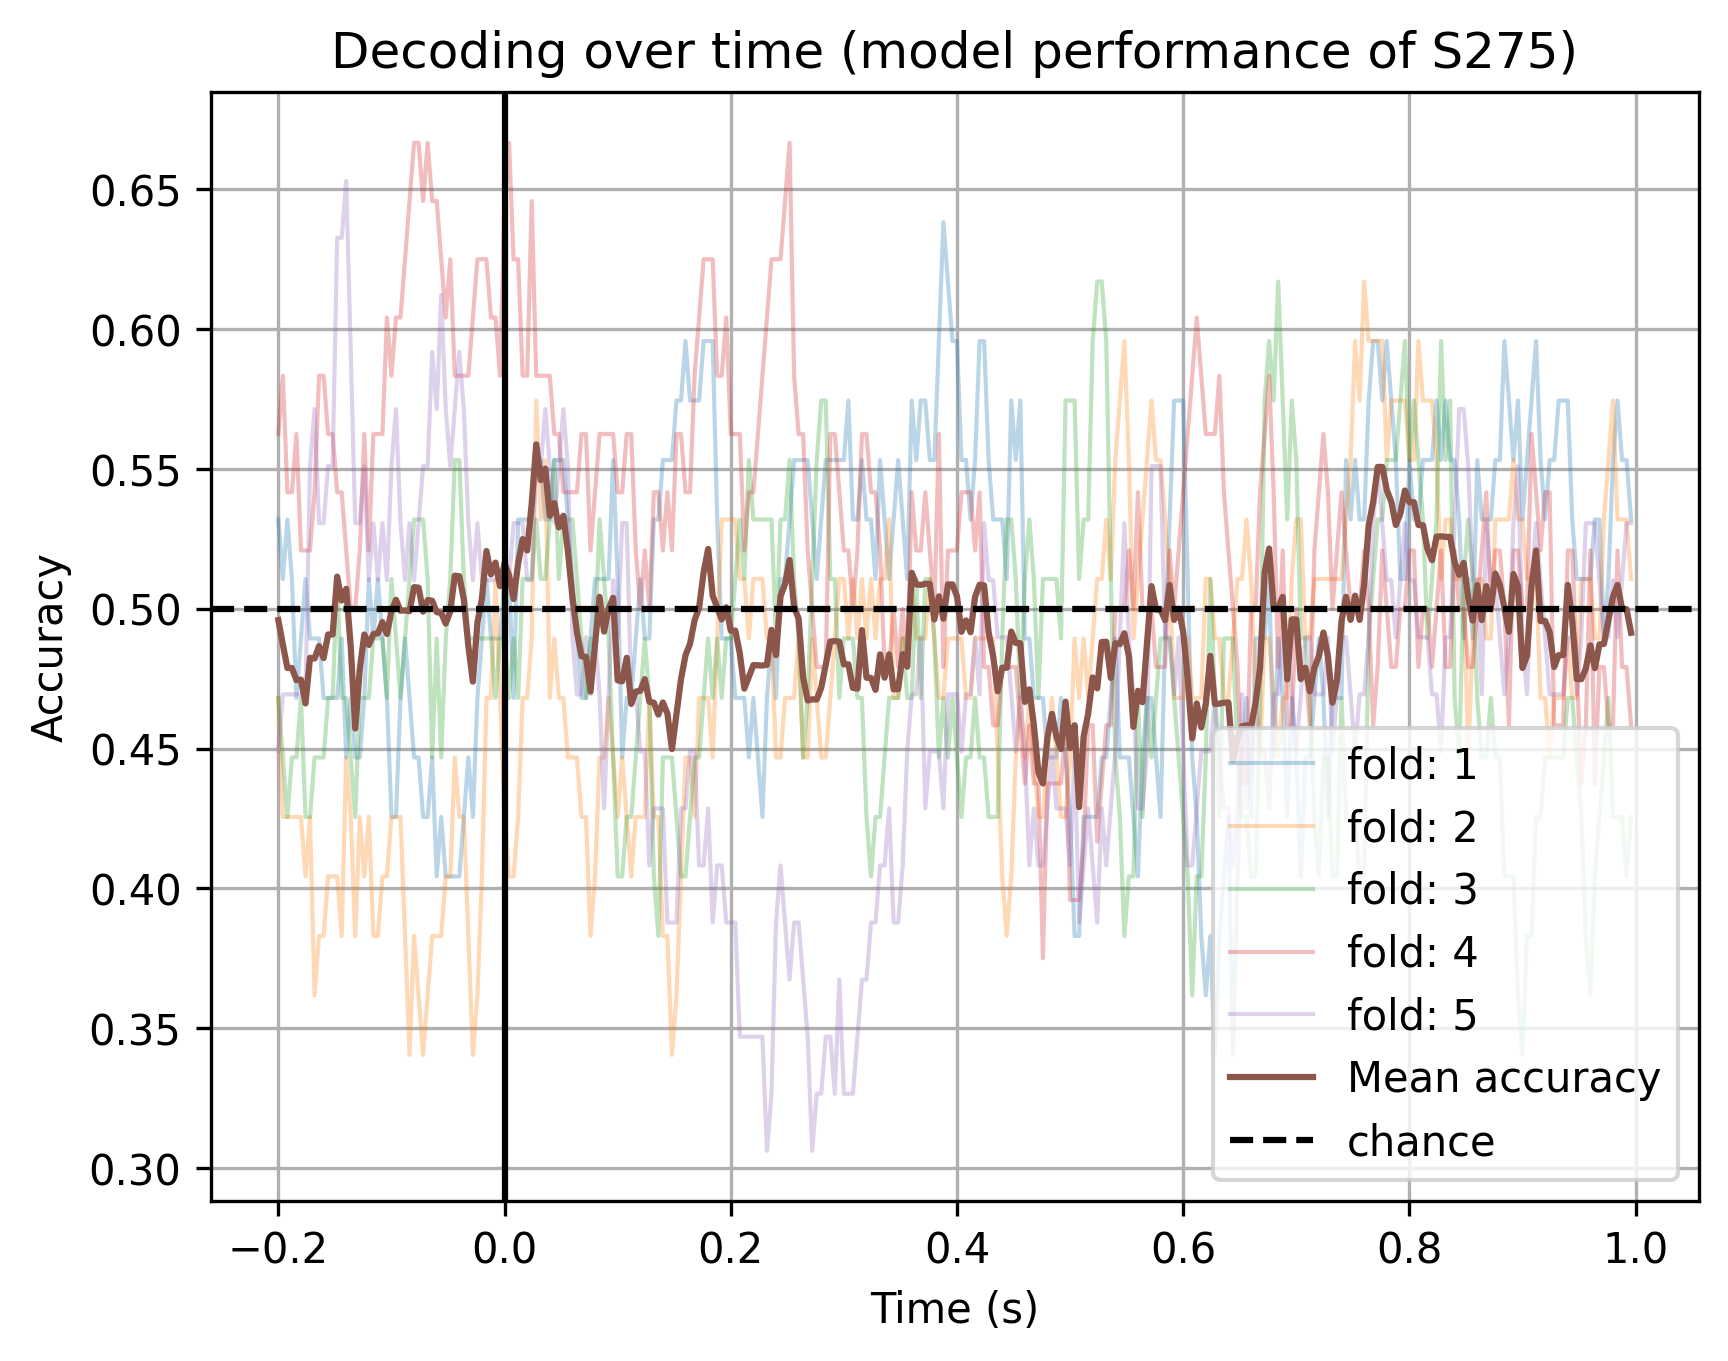 Decoding over time (model performance of S275)
Accuracy
0.65
0.60
0.55
0.50
0.45
0.40
0.35
0.30
fold: 1
fold: 2
fold: 3
fold: 4
fold: 5
Mean accuracy
chance
−0.2 0.0 0.2 0.4 0.6 0.8 1.0
Time (s)